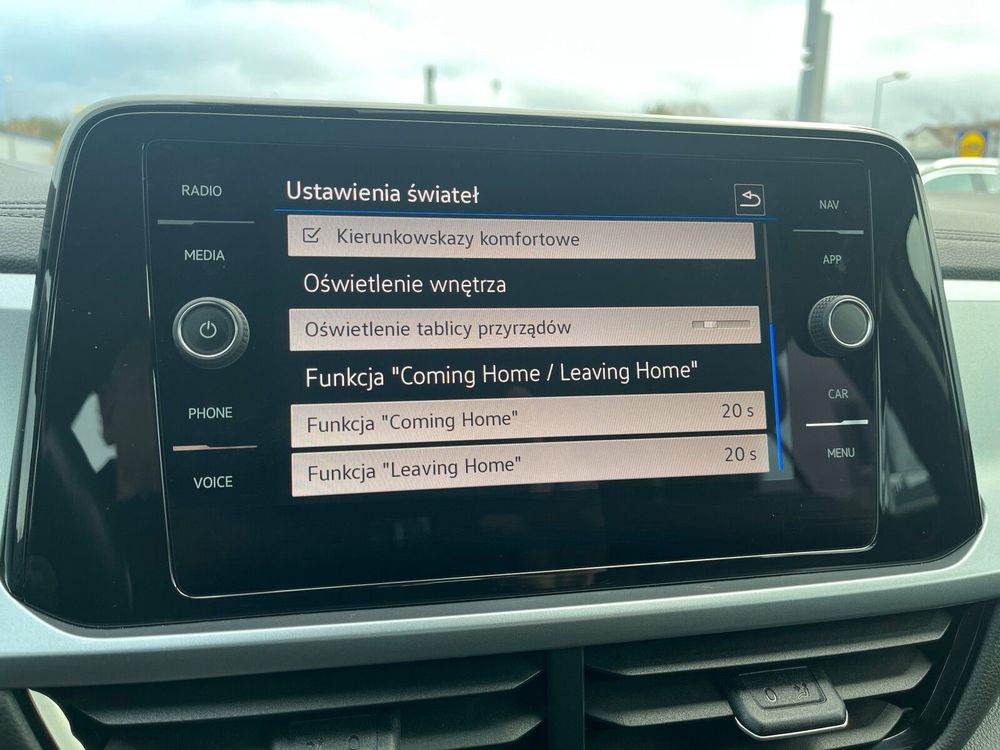 RADIO
MEDIA
PHONE
VOICE
Ustawienia świateł
Kierunkowskazy komfortowe
Oświetlenie wnętrza
Oświetlenie tablicy przyrządów
Funkcja "Coming Home / Leaving Home"
Funkcja "Coming Home" 20 s
Funkcja "Leaving Home" 20 s
NAV
APP
CAR
MENU